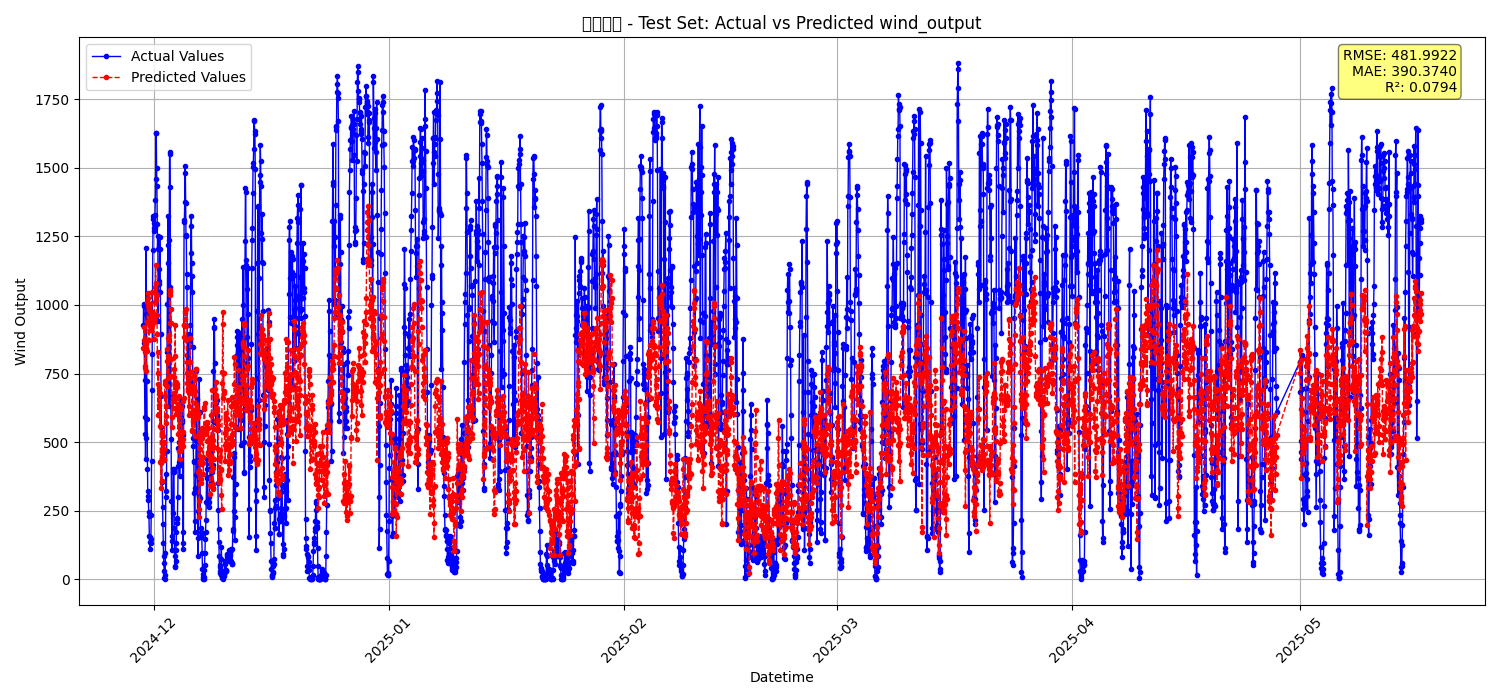 - Test Set: Actual vs Predicted wind_output
Actual Values
Predicted Values
RMSE: 481.9922
MAE: 390.3740
R²: 0.0794
Wind Output
1750
1500
1250
1000
750
500
250
0
2024-12
2025-01
2025-02
2025-03
2025-04
2025-05
Datetime